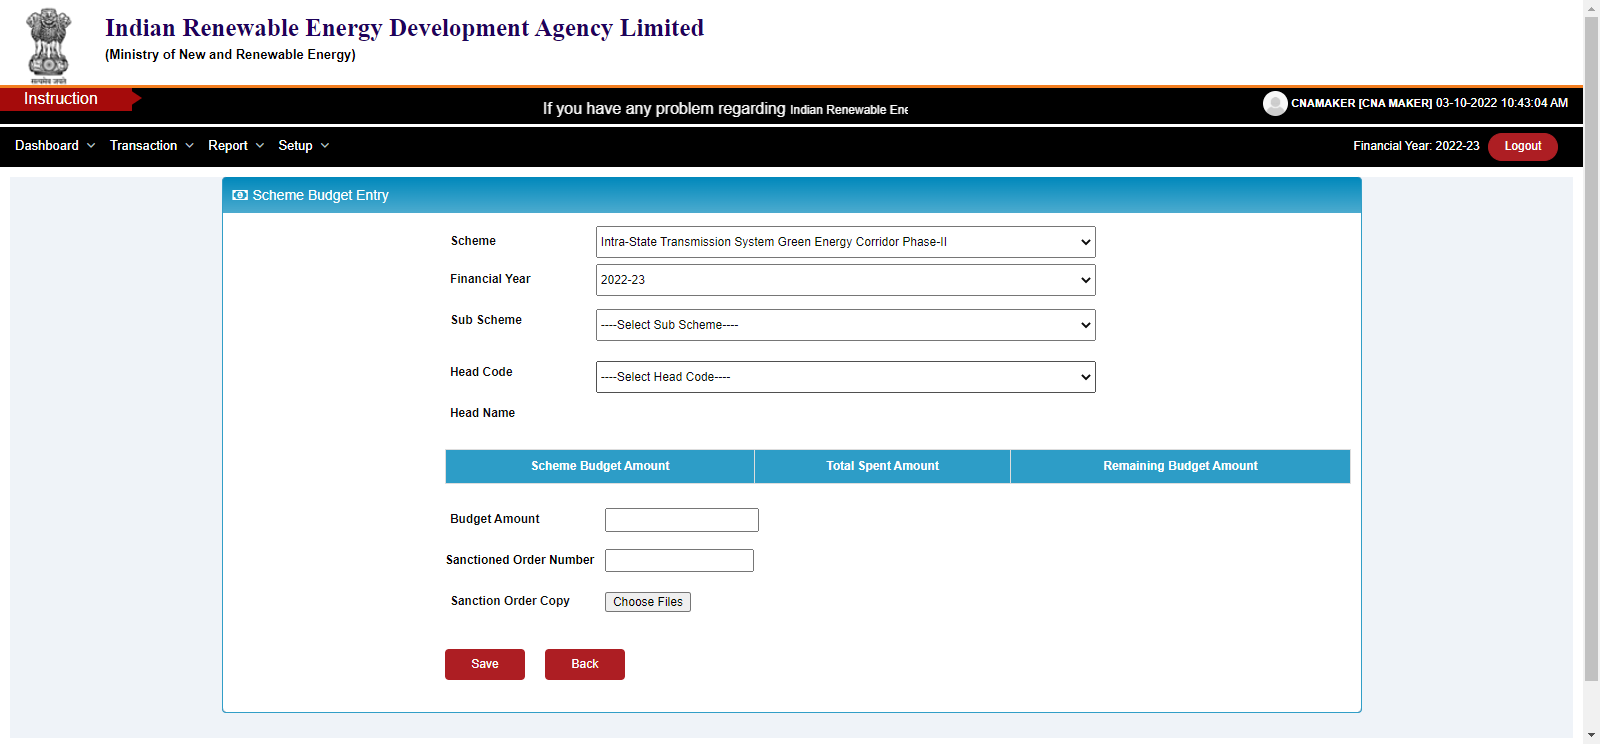 Indian Renewable Energy Development Agency Limited
(Ministry of New and Renewable Energy)
सत्यमेव जयते
Instruction
If you have any problem regarding Indian Renewable Ene
CNAMAKER [CNA MAKER] 03-10-2022 10:43:04 AM
Dashboard Transaction Report Setup
Financial Year: 2022-23 Logout
Scheme Budget Entry
Scheme Intra-State Transmission System Green Energy Corridor Phase-II
Financial Year 2022-23
Sub Scheme ----Select Sub Scheme----
Head Code ----Select Head Code----
Head Name
Scheme Budget Amount Total Spent Amount Remaining Budget Amount
Budget Amount
Sanctioned Order Number
Sanction Order Copy Choose Files
Save Back